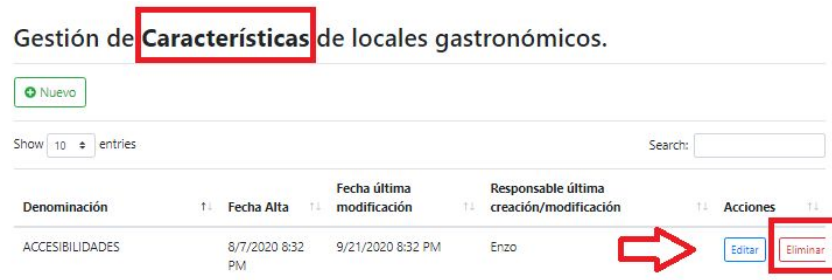 Gestión de Características de locales gastronómicos.
Nuevo
Show 10 entries Search:
Denominación Fecha Alta Fecha última modificación Responsable última creación/modificación Acciones
ACCESIBILIDADES 8/7/2020 8:32 PM 9/21/2020 8:32 PM Enzo Editar Eliminar